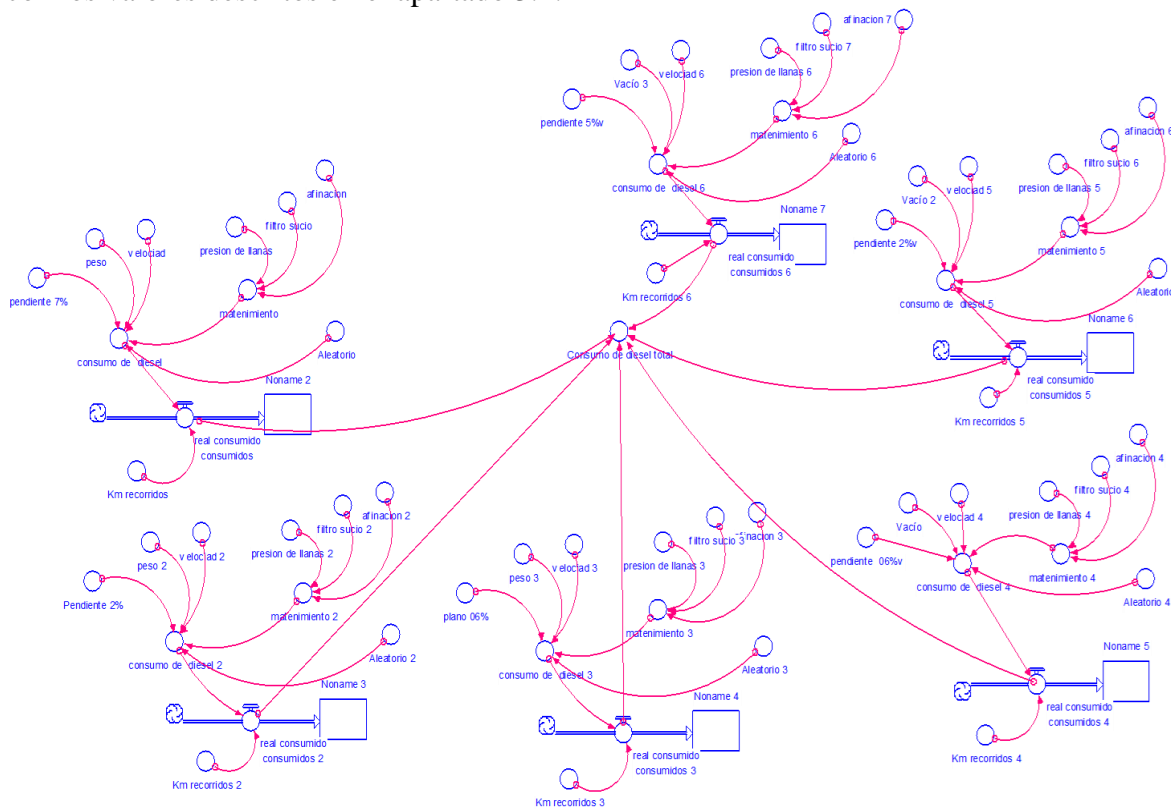 afinacion 7
filtro sucio 7
presion de llanas 6
velociad 6
Vacío 3
pendiente 5%v
matenimiento 6
Aleatorio 6
consumo de diesel 6
Noname 7
real consumido
consumidos 6
Km recorridos 6
afinacion 6
filtro sucio 6
presion de llanas 5
velociad 5
Vacío 2
pendiente 2%v
matenimiento 5
Aleatorio
consumo de diesel 5
Noname 6
real consumido
consumidos 5
Km recorridos 5
afinacion
filtro sucio
presion de llanas
velociad
peso
pendiente 7%
matenimiento
Aleatorio
consumo de diesel
Noname 2
real consumido
consumidos
Km recorridos
Consumo de diesel total
afinacion 2
filtro sucio 2
presion de llanas 2
velociad 2
peso 2
Pendiente 2%
matenimiento 2
Aleatorio 2
consumo de diesel 2
Noname 3
real consumido
consumidos 2
Km recorridos 2
afinacion 3
filtro sucio 3
presion de llanas 3
velociad 3
peso 3
plano 06%
matenimiento 3
Aleatorio 3
consumo de diesel 3
Noname 4
real consumido
consumidos 3
Km recorridos 3
afinacion 4
filtro sucio 4
presion de llanas 4
velociad 4
Vacío
pendiente 06%v
matenimiento 4
Aleatorio 4
consumo de diesel 4
Noname 5
real consumido
consumidos 4
Km recorridos 4